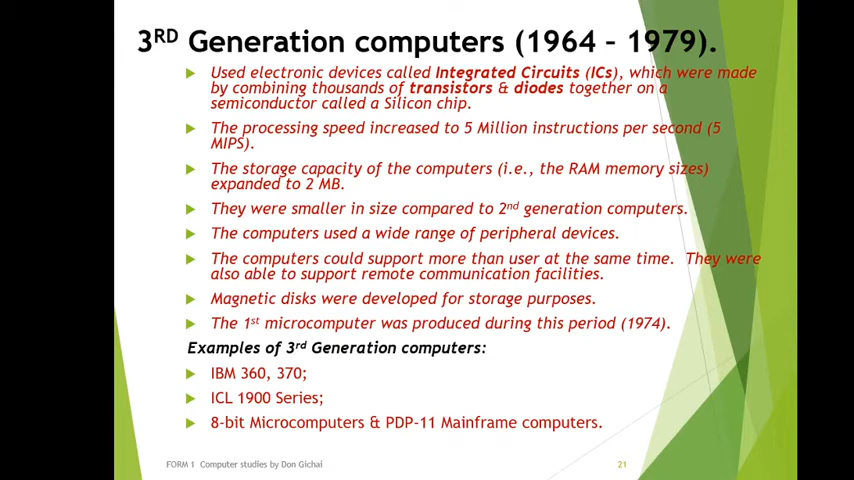 3RD Generation computers (1964 – 1979).
Used electronic devices called Integrated Circuits (ICs), which were made
by combining thousands of transistors & diodes together on a
semiconductor called a Silicon chip.
The processing speed increased to 5 Million instructions per second (5
MIPS).
The storage capacity of the computers (i.e., the RAM memory sizes)
expanded to 2 MB.
They were smaller in size compared to 2nd generation computers.
The computers used a wide range of peripheral devices.
The computers could support more than user at the same time. They were
also able to support remote communication facilities.
Magnetic disks were developed for storage purposes.
The 1st microcomputer was produced during this period (1974).
Examples of 3rd Generation computers:
IBM 360, 370;
ICL 1900 Series;
8-bit Microcomputers & PDP-11 Mainframe computers.
FORM 1 Computer studies by Don Gichai
21